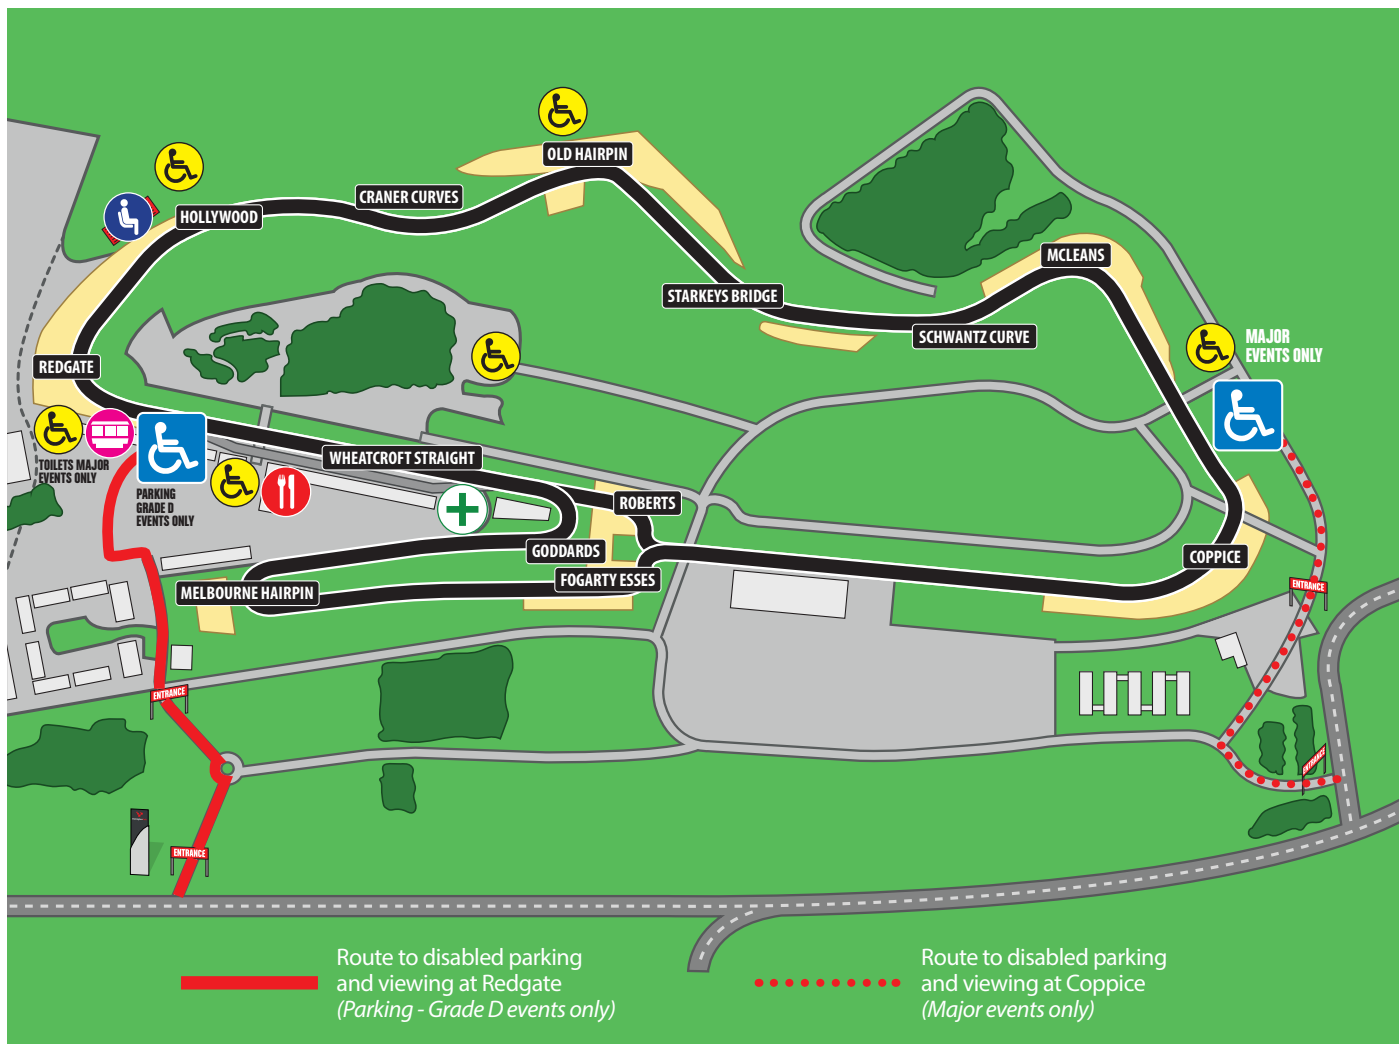 OLD HAIRPIN
CRANER CURVES
HOLLYWOOD
MCLEANS
STARKEYS BRIDGE
SCHWANTZ CURVE
MAJOR
EVENTS ONLY
REDGATE
WHEATCROFT STRAIGHT
TOILETS MAJOR
EVENTS ONLY
PARKING
GRADE D
EVENTS ONLY
ROBERTS
GODDARDS
COPPICE
FOGARTY ESSES
MELBOURNE HAIRPIN
ENTRANCE
ENTRANCE
ENTRANCE
ENTRANCE
Route to disabled parking
and viewing at Redgate
(Parking - Grade D events only)
Route to disabled parking
and viewing at Coppice
(Major events only)